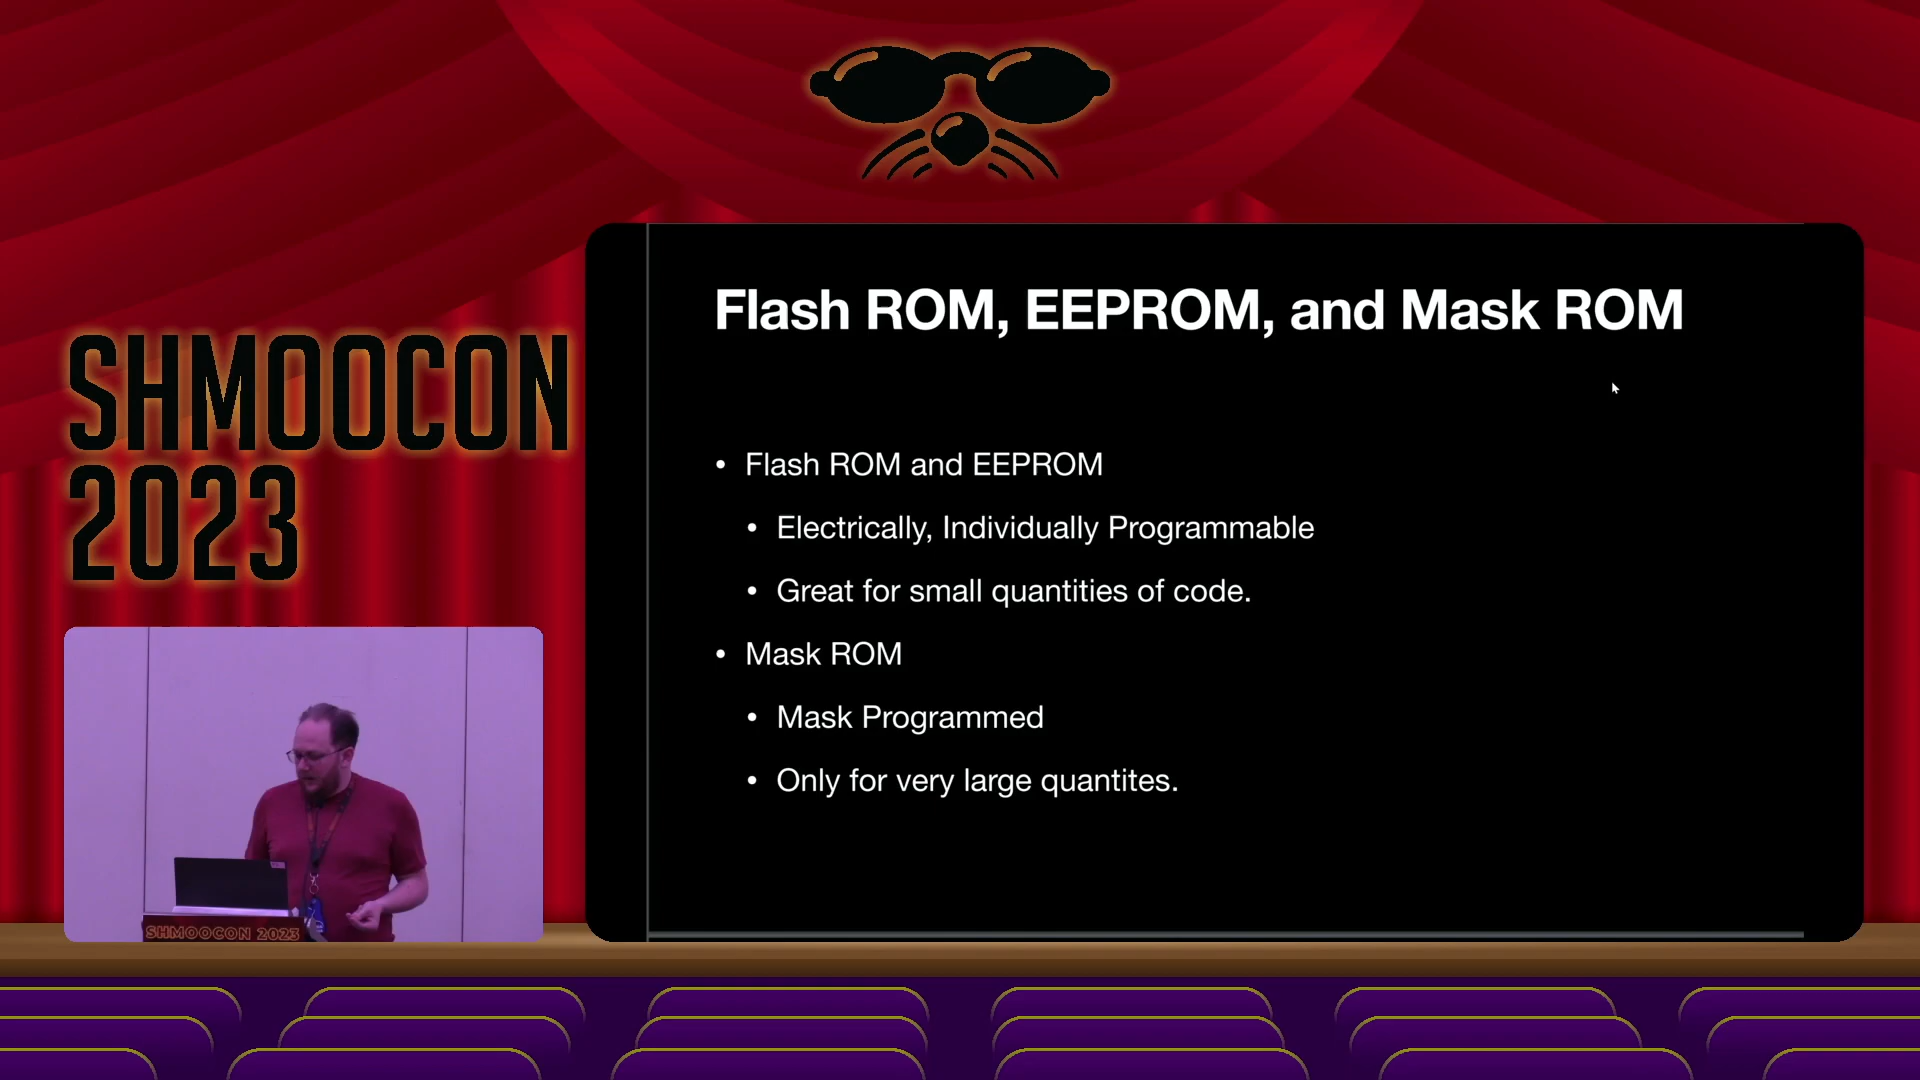 SHMOOCON
2023
Flash ROM, EEPROM, and Mask ROM
• Flash ROM and EEPROM
• Electrically, Individually Programmable
• Great for small quantities of code.
• Mask ROM
• Mask Programmed
• Only for very large quantites.
SHMOOCON 2023